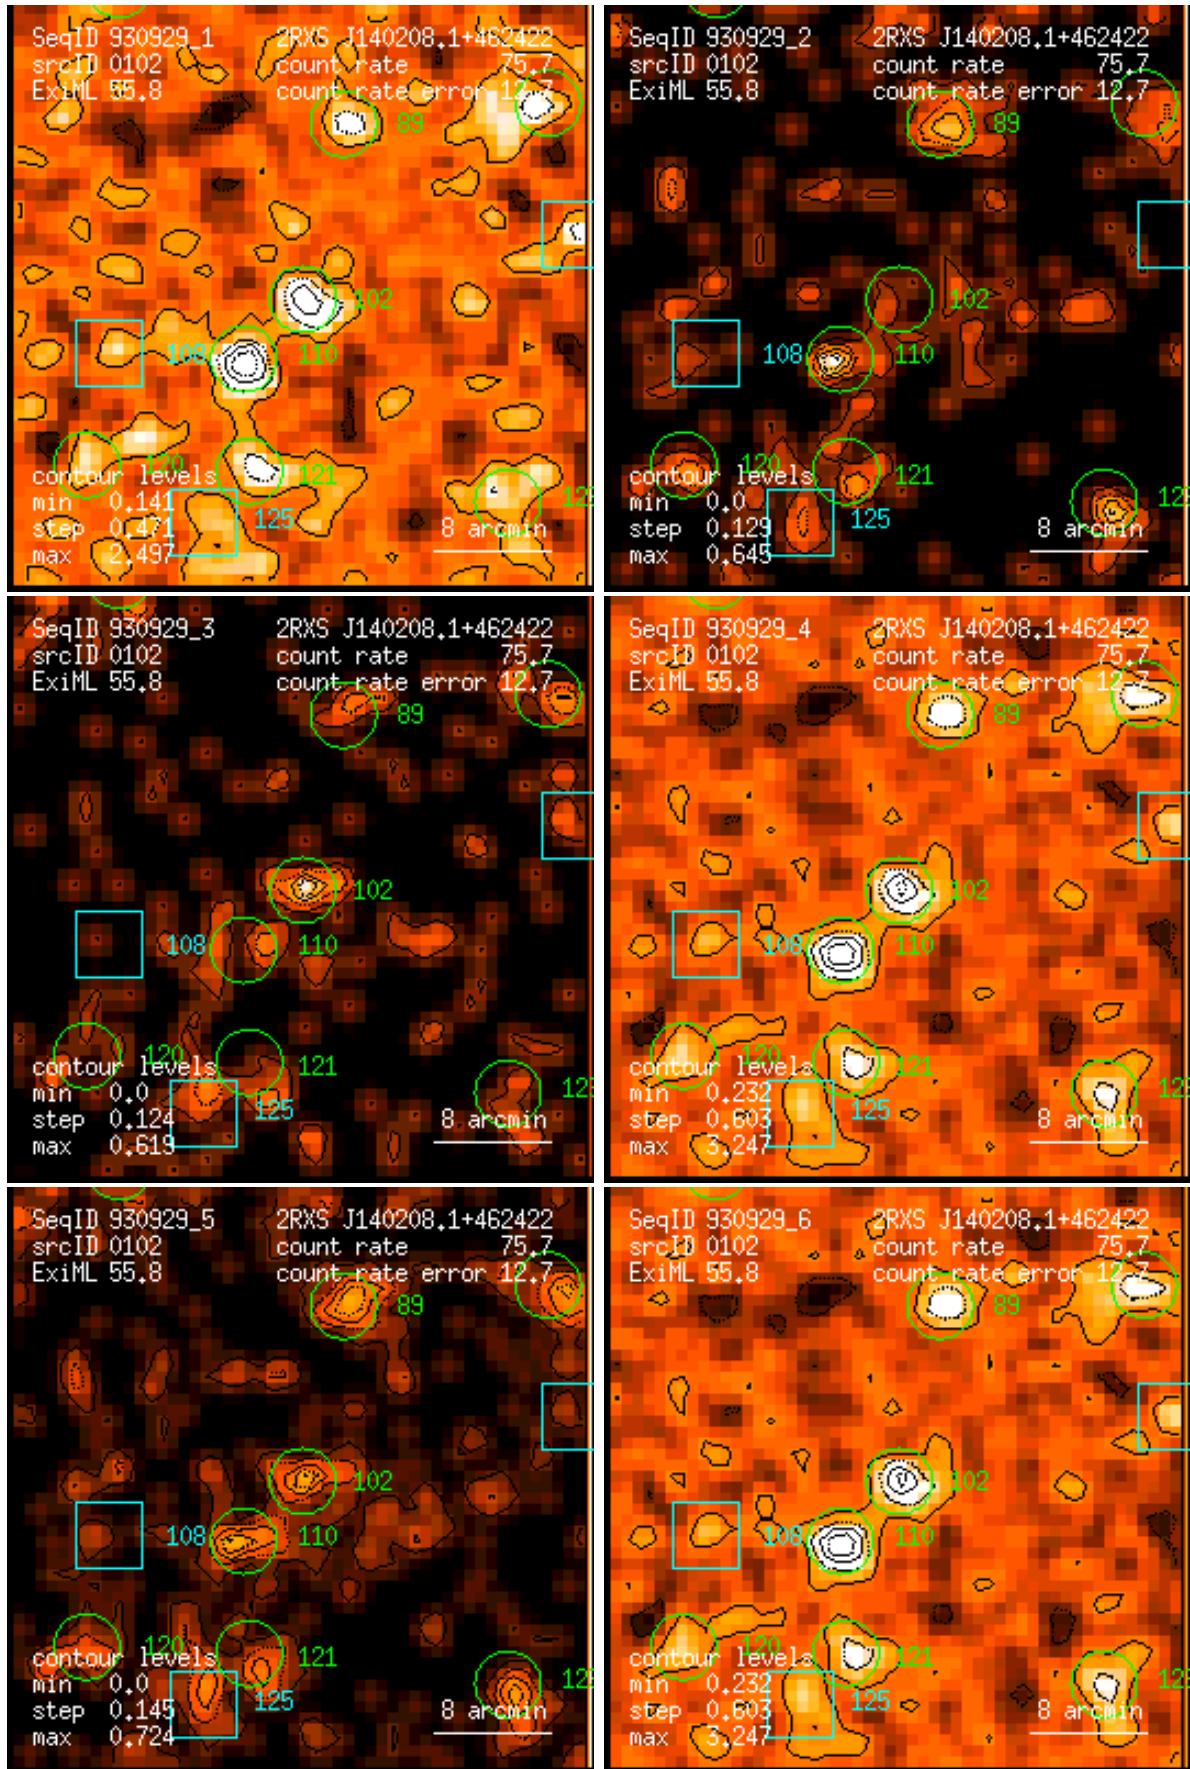 SeqID 930929_1 2RXS J140208.1+462422
srcID 0102 count rate 75.7
ExiML 55.8 count rate error 12.7
89
102
108 110
120 121
contour levels
min 0.141
step 0.471 125 8 arcmin
max 2.497
SeqID 930929_2 2RXS J140208.1+462422
srcID 0102 count rate 75.7
ExiML 55.8 count rate error 12.7
89
102
108 110
120 121
contour levels
min 0.0
step 0.129 125 8 arcmin
max 0.645
SeqID 930929_3 2RXS J140208.1+462422
srcID 0102 count rate 75.7
ExiML 55.8 count rate error 12.7
89
102
108 110
120 121
contour levels
min 0.0
step 0.124 125 8 arcmin
max 0.619
SeqID 930929_4 2RXS J140208.1+462422
srcID 0102 count rate 75.7
ExiML 55.8 count rate error 12.7
89
102
108 110
120 121
contour levels
min 0.232
step 0.603 125 8 arcmin
max 3.247
SeqID 930929_5 2RXS J140208.1+462422
srcID 0102 count rate 75.7
ExiML 55.8 count rate error 12.7
89
102
108 110
120 121
contour levels
min 0.0
step 0.145 125 8 arcmin
max 0.724
SeqID 930929_6 2RXS J140208.1+462422
srcID 0102 count rate 75.7
ExiML 55.8 count rate error 12.7
89
102
108 110
120 121
contour levels
min 0.232
step 0.603 125 8 arcmin
max 3.247